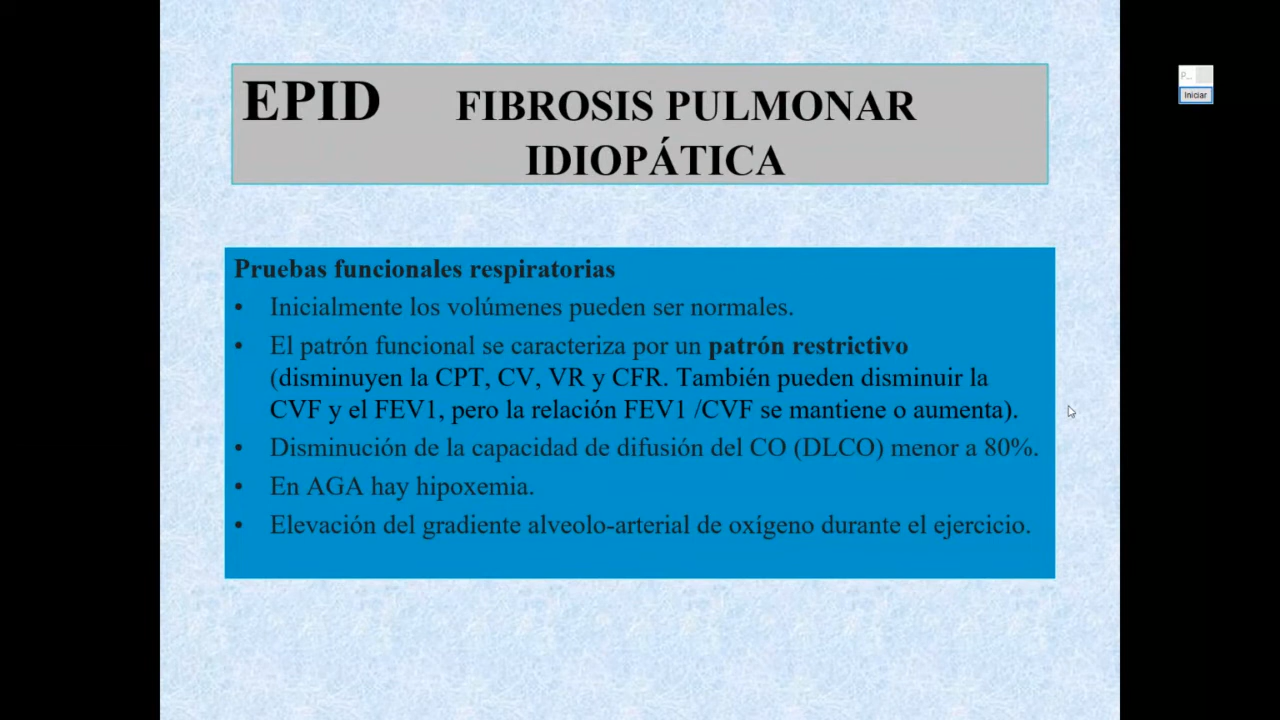 EPID FIBROSIS PULMONAR
IDIOPÁTICA
Pruebas funcionales respiratorias
• Inicialmente los volúmenes pueden ser normales.
• El patrón funcional se caracteriza por un patrón restrictivo
(disminuyen la CPT, CV, VR y CFR. También pueden disminuir la
CVF y el FEV1, pero la relación FEV1 /CVF se mantiene o aumenta).
• Disminución de la capacidad de difusión del CO (DLCO) menor a 80%.
• En AGA hay hipoxemia.
• Elevación del gradiente alveolo-arterial de oxígeno durante el ejercicio.
P...
Iniciar